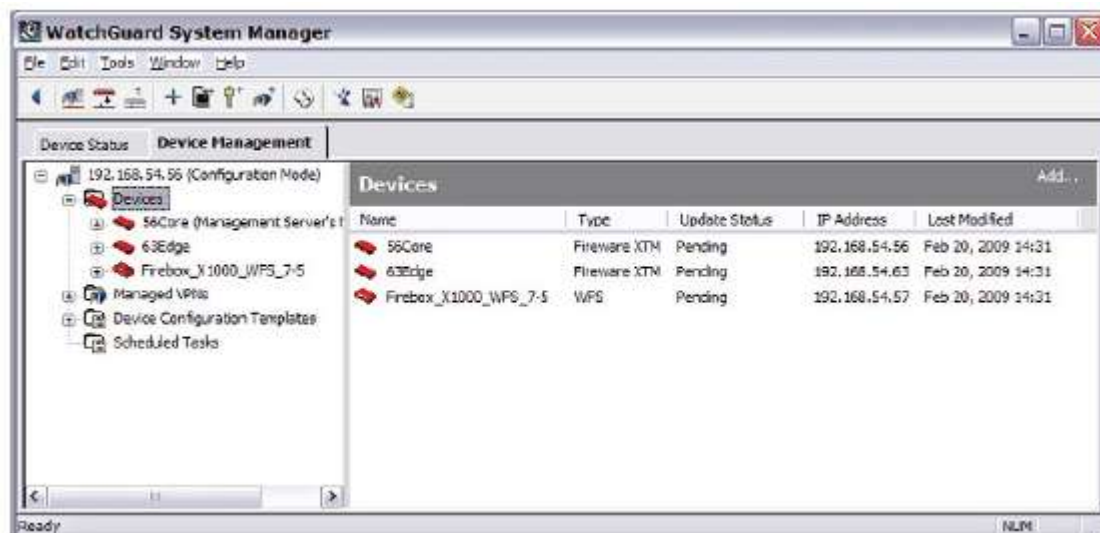 WatchGuard System Manager
File Edit Tools Window Help
Device Status Device Management
192.168.54.56 (Configuration Mode)
Devices
56Core (Management Server's
63Edge
Firebox_X1000_WFS_7-5
Managed VPNs
Device Configuration Templates
Scheduled Tasks
Devices Add...
Name Type Update Status IP Address Last Modified
56Core Fireware XTM Pending 192.168.54.56 Feb 20, 2009 14:31
63Edge Fireware XTM Pending 192.168.54.63 Feb 20, 2009 14:31
Firebox_X1000_WFS_7-5 WFS Pending 192.168.54.57 Feb 20, 2009 14:31
Ready NUM